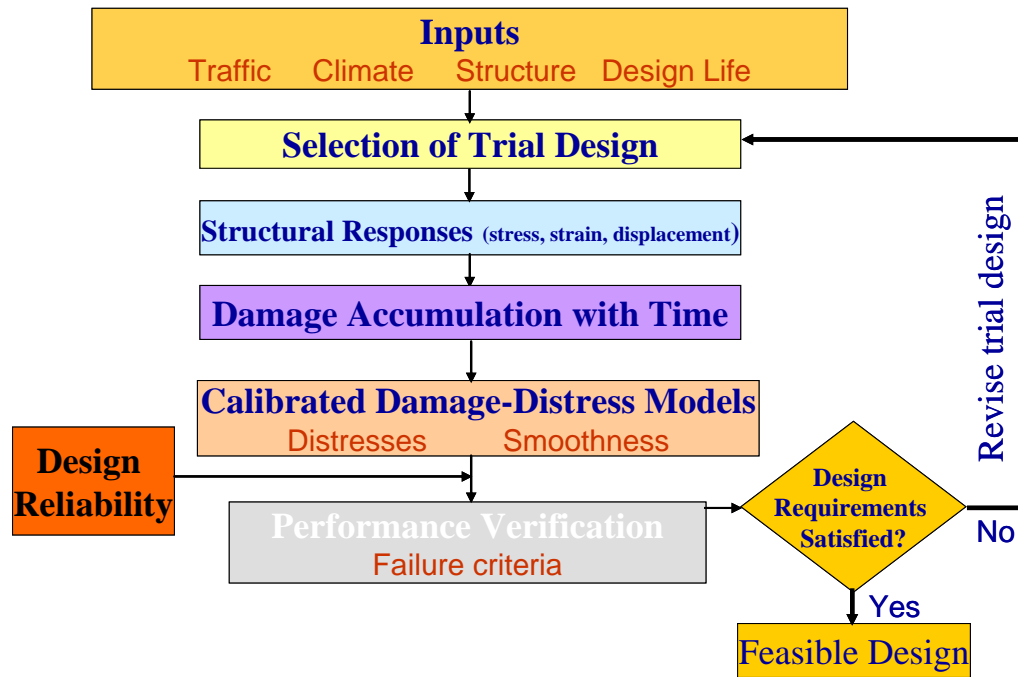 Inputs
Traffic Climate Structure Design Life
Selection of Trial Design
Structural Responses (stress, strain, displacement)
Damage Accumulation with Time
Calibrated Damage-Distress Models
Distresses Smoothness
Design
Reliability
Performance Verification
Failure criteria
Design
Requirements
Satisfied?
No
Revise trial design
Yes
Feasible Design